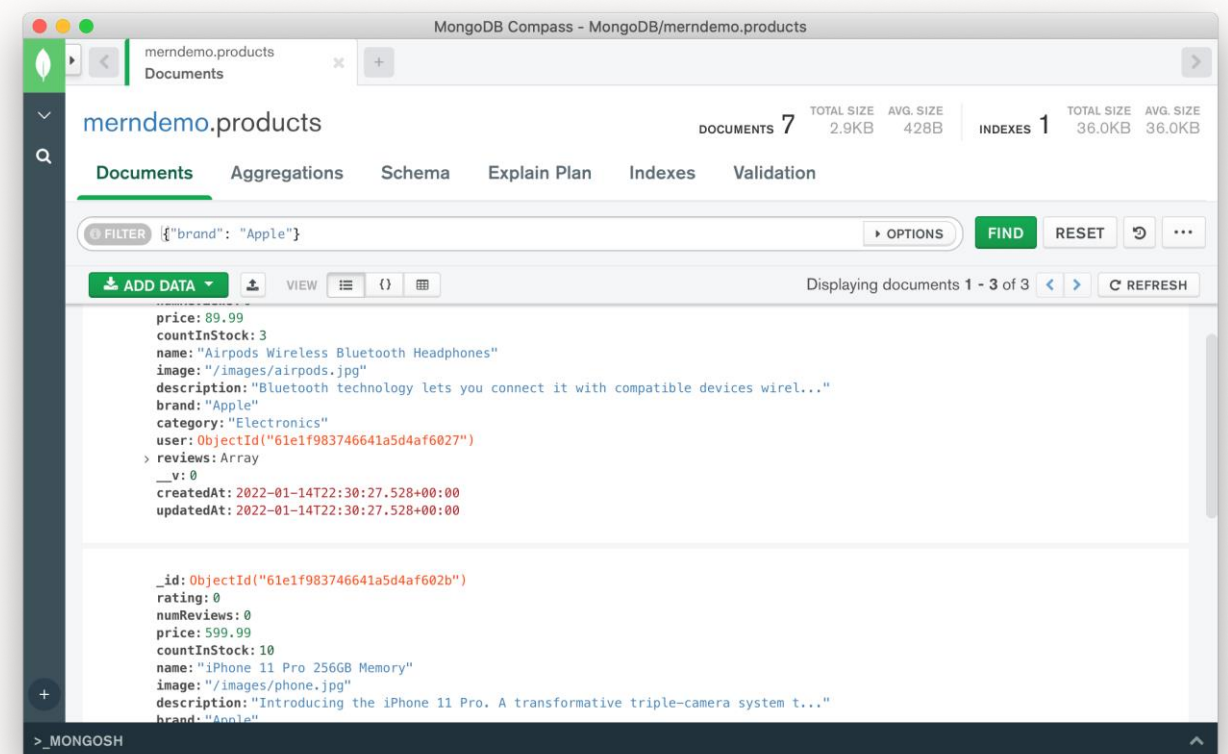 MongoDB Compass - MongoDB/merndemo.products
merndemo.products
Documents
merndemo.products
DOCUMENTS 7 TOTAL SIZE 2.9KB AVG. SIZE 428B INDEXES 1 TOTAL SIZE 36.0KB AVG. SIZE 36.0KB
Documents Aggregations Schema Explain Plan Indexes Validation
FILTER {"brand": "Apple"} OPTIONS FIND RESET ...
ADD DATA VIEW {} Displaying documents 1 - 3 of 3 < > REFRESH
price: 89.99
countInStock: 3
name: "Airpods Wireless Bluetooth Headphones"
image: "/images/airpods.jpg"
description: "Bluetooth technology lets you connect it with compatible devices wirel..."
brand: "Apple"
category: "Electronics"
user: ObjectId("61e1f983746641a5d4af6027")
> reviews: Array
__v: 0
createdAt: 2022-01-14T22:30:27.528+00:00
updatedAt: 2022-01-14T22:30:27.528+00:00
_id: ObjectId("61e1f983746641a5d4af602b")
rating: 0
numReviews: 0
price: 599.99
countInStock: 10
name: "iPhone 11 Pro 256GB Memory"
image: "/images/phone.jpg"
description: "Introducing the iPhone 11 Pro. A transformative triple-camera system t..."
brand: "Apple"
>_MONGOSH